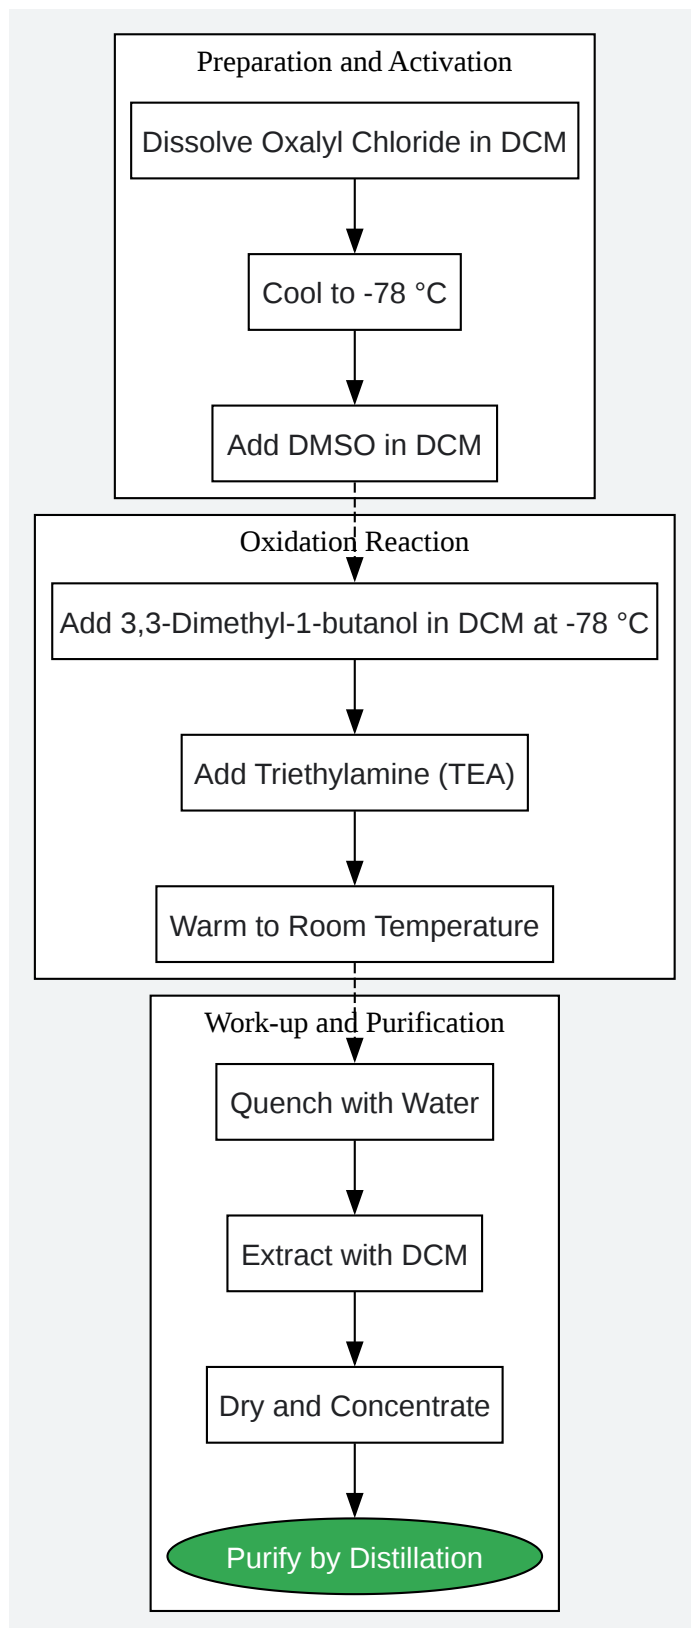 Preparation and Activation
Dissolve Oxalyl Chloride in DCM
Cool to -78 °C
Add DMSO in DCM
Oxidation Reaction
Add 3,3-Dimethyl-1-butanol in DCM at -78 °C
Add Triethylamine (TEA)
Warm to Room Temperature
Work-up and Purification
Quench with Water
Extract with DCM
Dry and Concentrate
Purify by Distillation